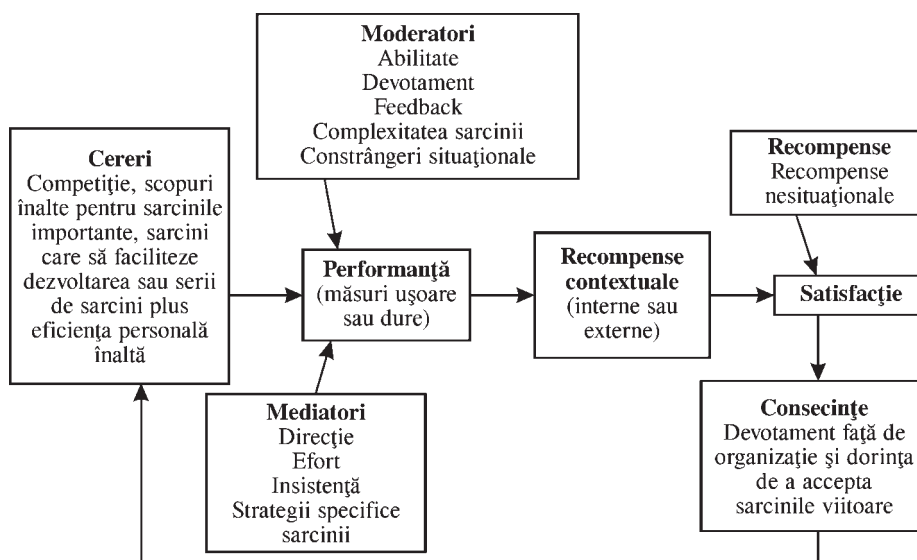 Moderatori
Abilitate
Devotament
Feedback
Complexitatea sarcinii
Constrângeri situaţionale
Cereri
Competiţie, scopuri
înalte pentru sarcinile
importante, sarcini
care să faciliteze
dezvoltarea sau serii
de sarcini plus
eficienţa personală
înaltă
Performanţă
(măsuri uşoare
sau dure)
Mediatori
Direcţie
Efort
Insistenţă
Strategii specifice
sarcinii
Recompense
contextuale
(interne sau
externe)
Recompense
Recompense
nesituaţionale
Satisfacţie
Consecinţe
Devotament faţă de
organizaţie şi dorinţa
de a accepta
sarcinile viitoare